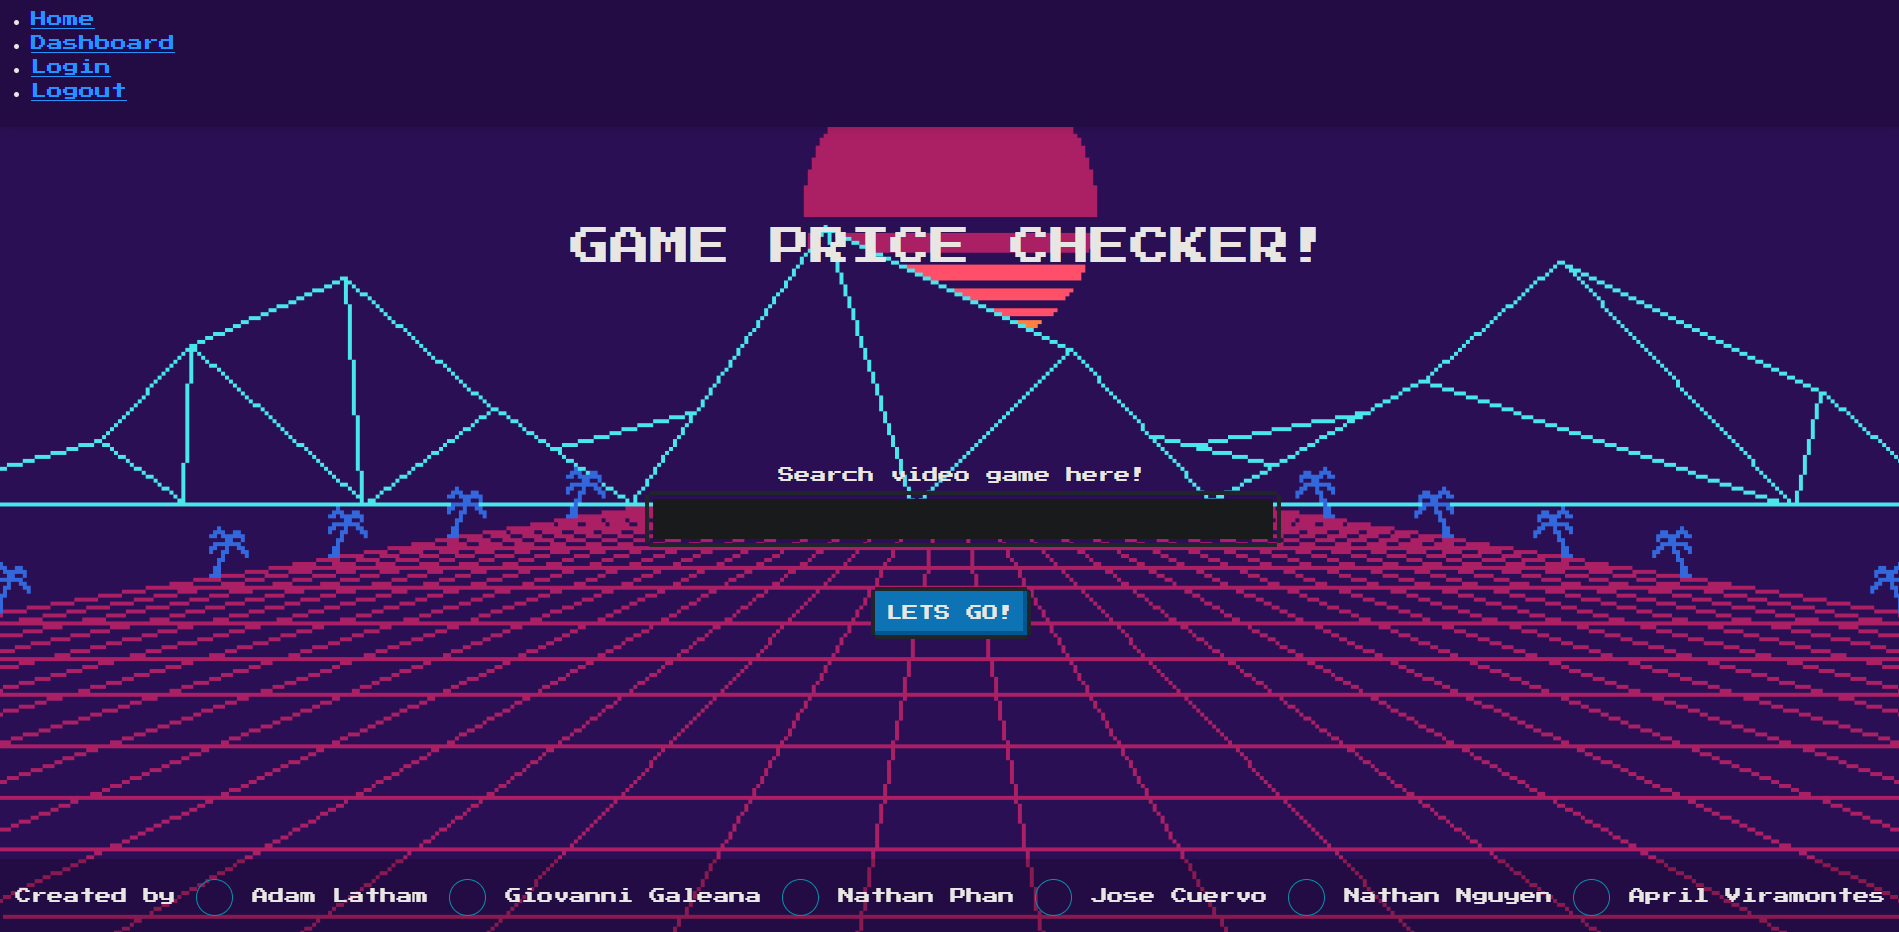 Home
Dashboard
Login
Logout
GAME PRICE CHECKER!
Search video game here!
LETS GO!
Created by Adam Latham Giovanni Galeana Nathan Phan Jose Cuervo Nathan Nguyen April Viramontes